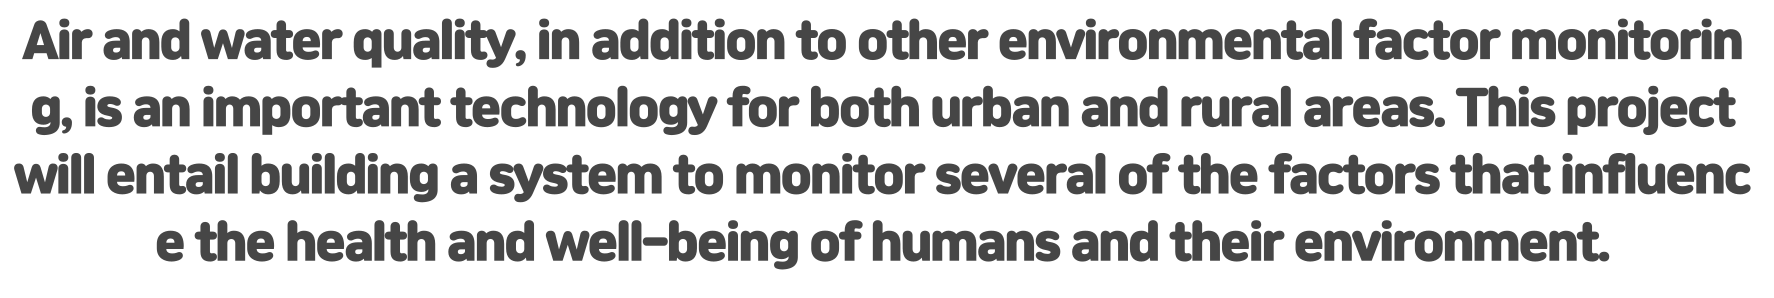 Air and water quality, in addition to other environmental factor monitorin
g, is an important technology for both urban and rural areas. This project
will entail building a system to monitor several of the factors that influenc
e the health and well-being of humans and their environment.